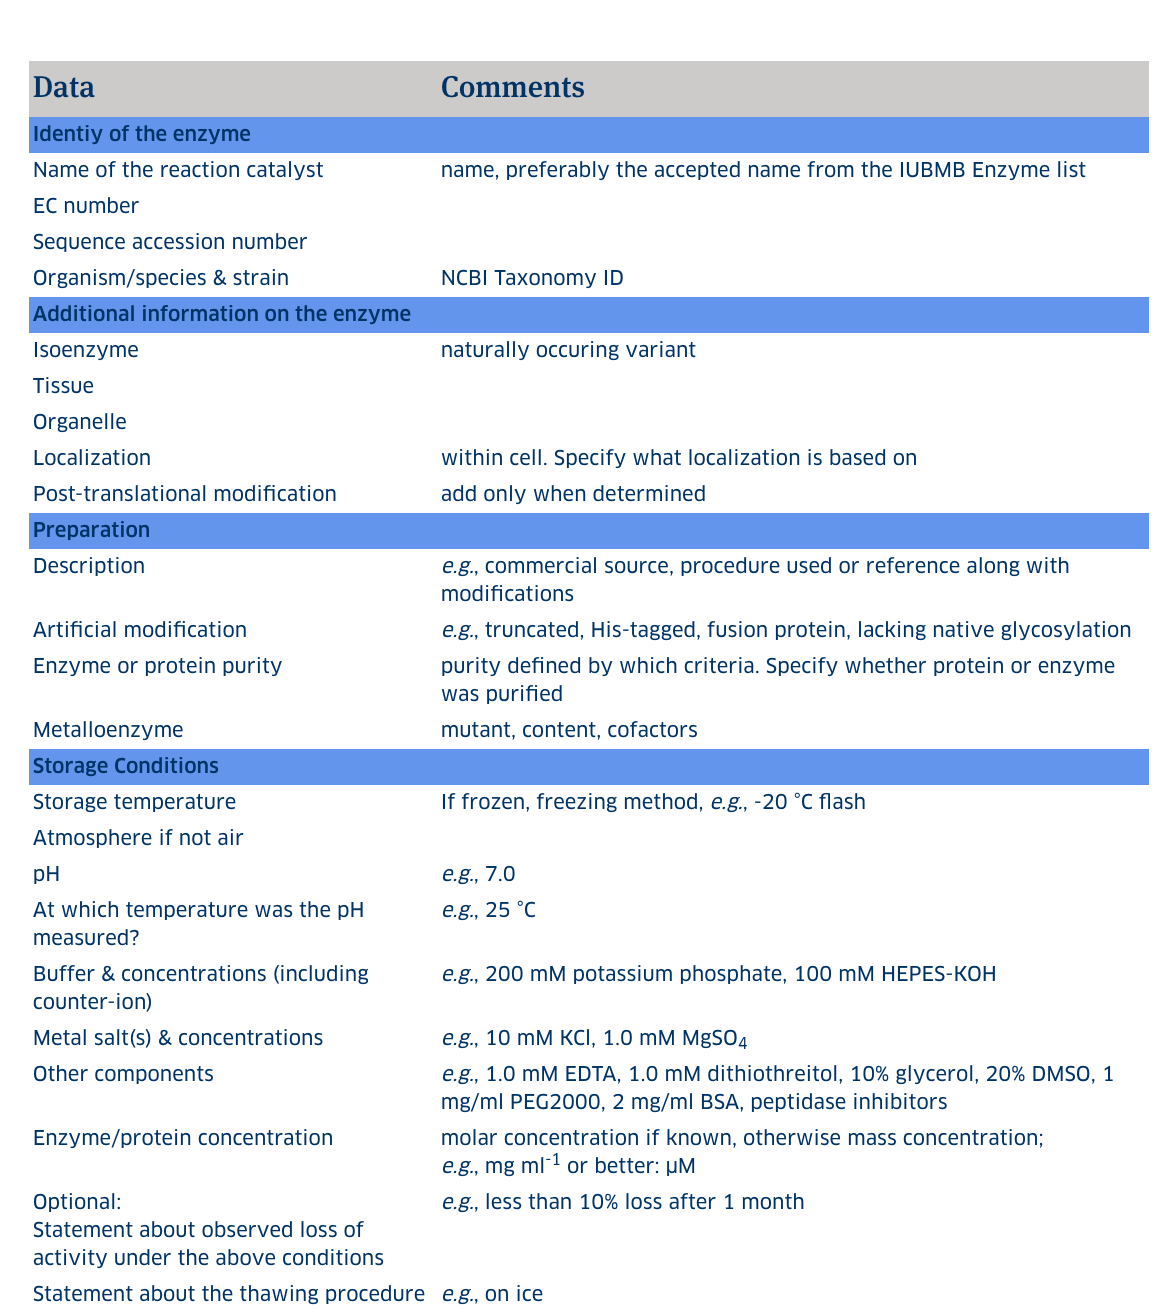 Data Comments
Identiy of the enzyme
Name of the reaction catalyst name, preferably the accepted name from the IUBMB Enzyme list
EC number
Sequence accession number
Organism/species & strain NCBI Taxonomy ID
Additional information on the enzyme
Isoenzyme naturally occuring variant
Tissue
Organelle
Localization within cell. Specify what localization is based on
Post-translational modification add only when determined
Preparation
Description e.g., commercial source, procedure used or reference along with
modifications
Artificial modification e.g., truncated, His-tagged, fusion protein, lacking native glycosylation
Enzyme or protein purity purity defined by which criteria. Specify whether protein or enzyme
was purified
Metalloenzyme mutant, content, cofactors
Storage Conditions
Storage temperature If frozen, freezing method, e.g., -20 °C flash
Atmosphere if not air
pH e.g., 7.0
At which temperature was the pH e.g., 25 °C
measured?
Buffer & concentrations (including e.g., 200 mM potassium phosphate, 100 mM HEPES-KOH
counter-ion)
Metal salt(s) & concentrations e.g., 10 mM KCl, 1.0 mM MgSO4
Other components e.g., 1.0 mM EDTA, 1.0 mM dithiothreitol, 10% glycerol, 20% DMSO, 1
mg/ml PEG2000, 2 mg/ml BSA, peptidase inhibitors
Enzyme/protein concentration molar concentration if known, otherwise mass concentration;
e.g., mg ml-1 or better: µM
Optional: e.g., less than 10% loss after 1 month
Statement about observed loss of
activity under the above conditions
Statement about the thawing procedure e.g., on ice